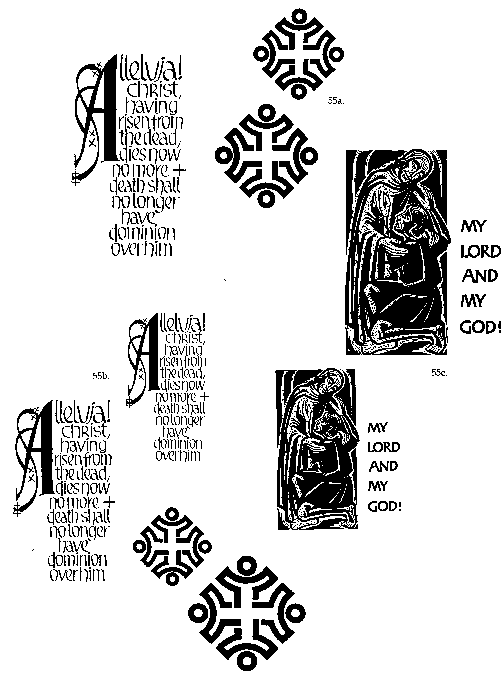 Alleluia!
christ,
having
risen from
the dead,
dies now
no more +
death shall
no longer
have
dominion
over him
55a.
MY
LORD
AND
MY
GOD!
55c.
Alleluia!
christ,
having
risen from
the dead,
dies now
no more +
death shall
no longer
have
dominion
over him
55b.
Alleluia!
christ,
having
risen from
the dead,
dies now
no more +
death shall
no longer
have
dominion
over him
MY
LORD
AND
MY
GOD!